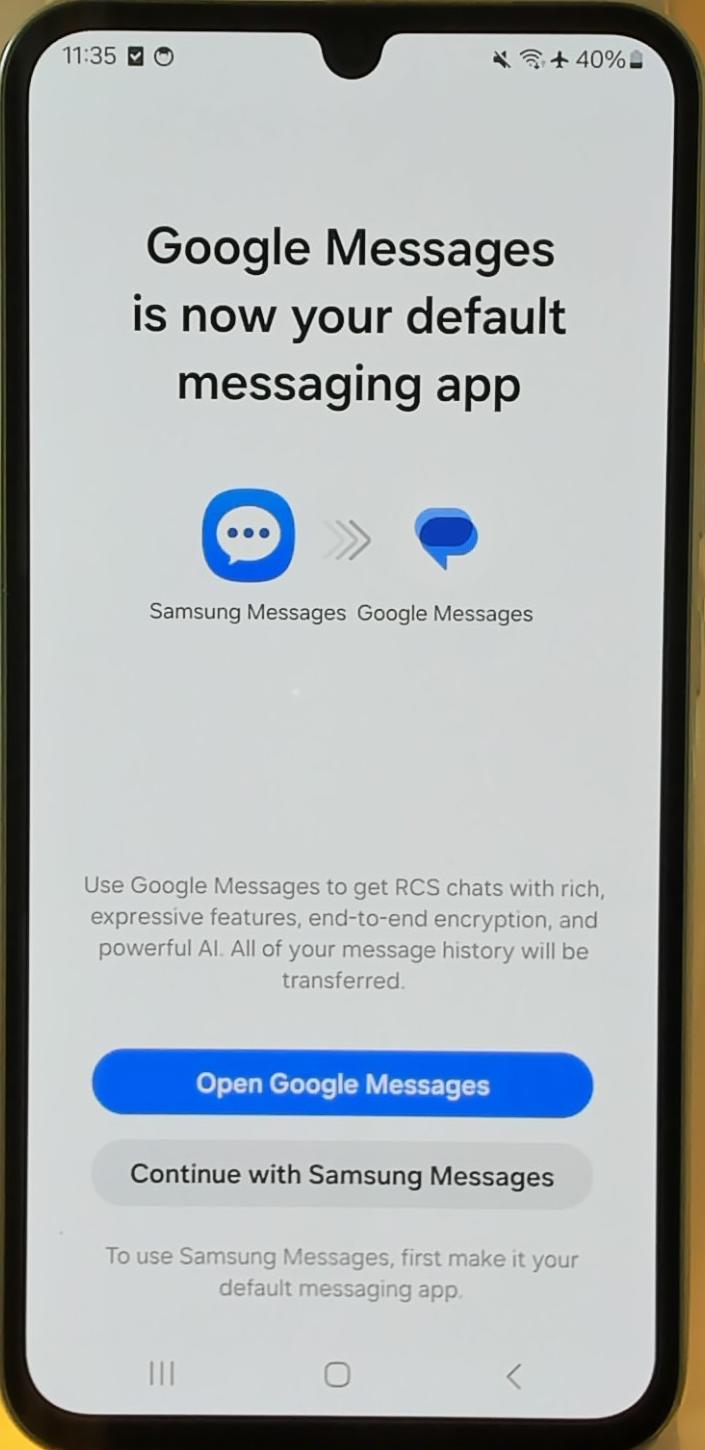 11:35
40%
Google Messages
is now your default
messaging app
Samsung Messages Google Messages
Use Google Messages to get RCS chats with rich,
expressive features, end-to-end encryption, and
powerful AI. All of your message history will be
transferred.
Open Google Messages
Continue with Samsung Messages
To use Samsung Messages, first make it your
default messaging app.